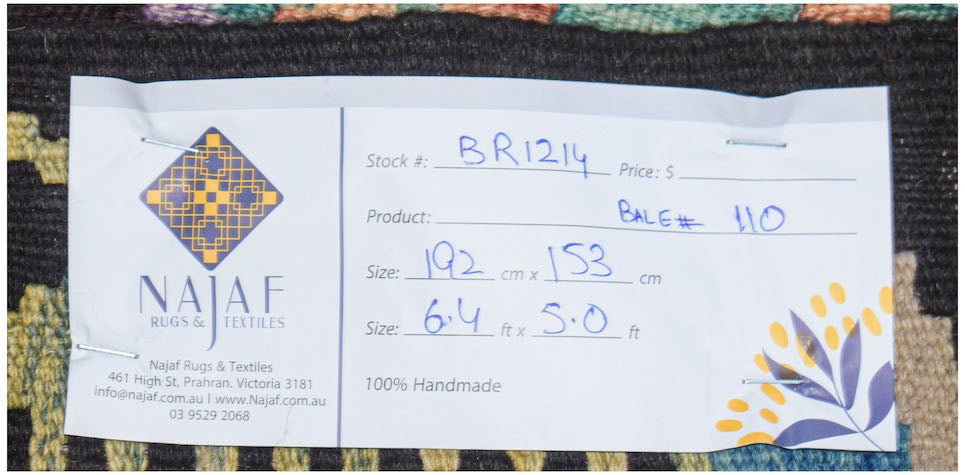 NAJAF
RUGS & TEXTILES
Najaf Rugs & Textiles
461 High St, Prahran. Victoria 3181
info@najaf.com.au | www.Najaf.com.au
03 9529 2068
Stock #: BR1214 Price: $
Product: BALE# 110
Size: 192 cm x 153 cm
Size: 6.4 ft x 5.0 ft
100% Handmade